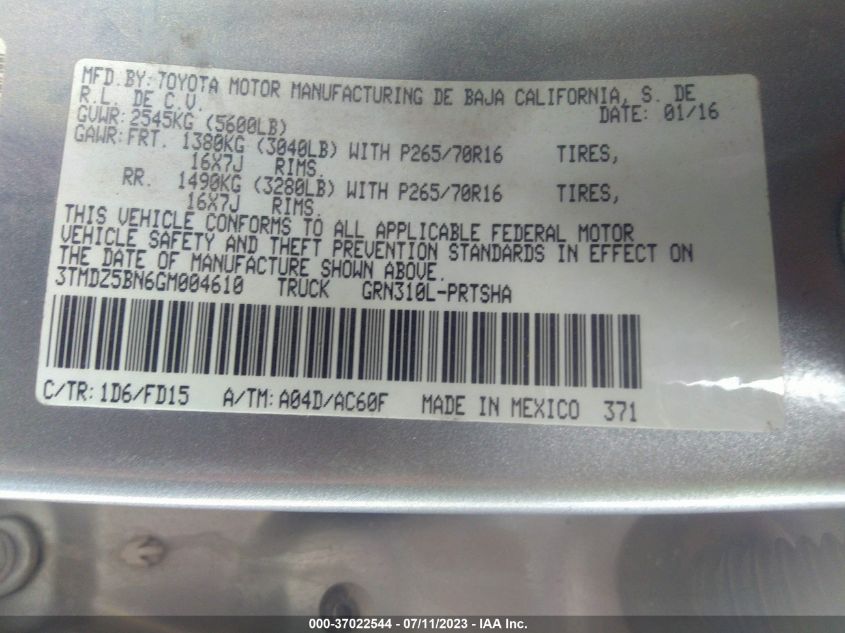 MFD. BY: TOYOTA MOTOR MANUFACTURING DE BAJA CALIFORNIA, S. DE
R.L. DE C.V. DATE: 01/16
GVWR: 2545KG (5600LB)
GAWR: FRT. 1380KG (3040LB) WITH P265/70R16 TIRES,
16X7J RIMS.
RR. 1490KG (3280LB) WITH P265/70R16 TIRES,
16X7J RIMS.
THIS VEHICLE CONFORMS TO ALL APPLICABLE FEDERAL MOTOR
VEHICLE SAFETY AND THEFT PREVENTION STANDARDS IN EFFECT ON
THE DATE OF MANUFACTURE SHOWN ABOVE.
3TMDZ5BN6GM004610 TRUCK GRN310L-PRTSHA
C/TR: 1D6/FD15 A/TM: A04D/AC60F MADE IN MEXICO 371
000-37022544 / 07/11/2023 - IAA Inc.